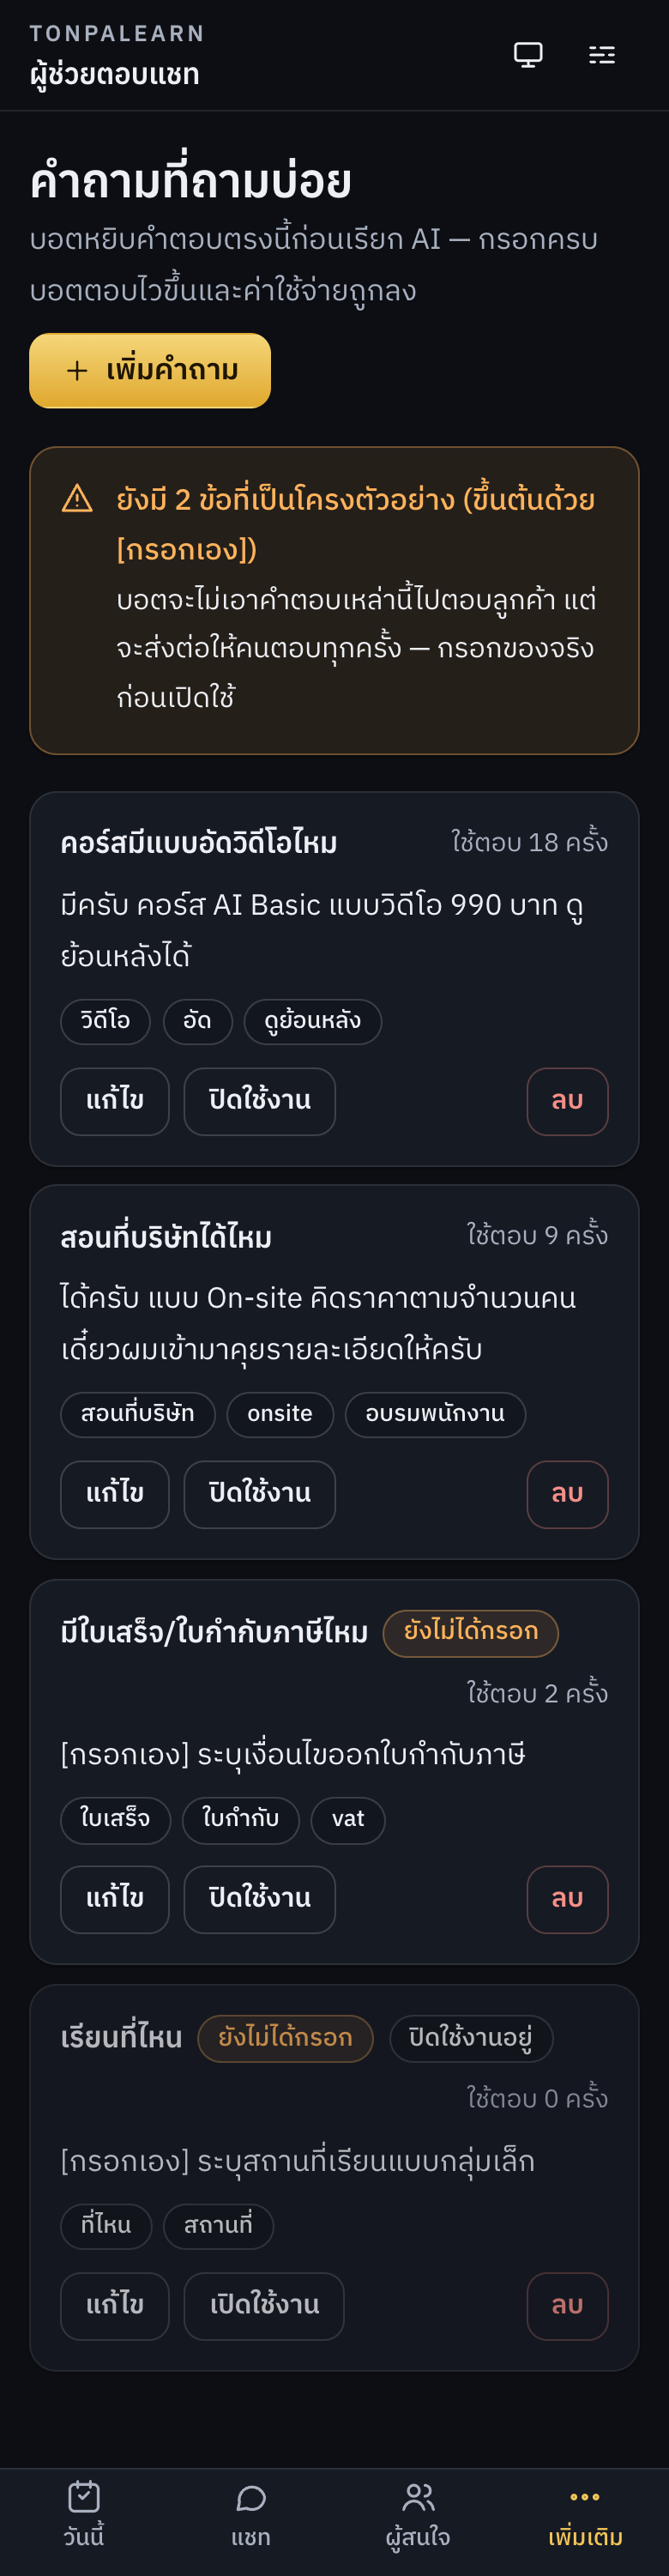 TONPALEARN
ผู้ช่วยตอบแชท
คำถามที่ถามบ่อย
บอตหยิบคำตอบตรงนี้ก่อนเรียก AI — กรอกครบ
บอตตอบไวขึ้นและค่าใช้จ่ายถูกลง
เพิ่มคำถาม
ยังมี 2 ข้อที่เป็นโครงตัวอย่าง (ขึ้นต้นด้วย
[กรอกเอง])
บอตจะไม่เอาคำตอบเหล่านี้ไปตอบลูกค้า แต่
จะส่งต่อให้คนตอบทุกครั้ง — กรอกของจริง
ก่อนเปิดใช้
คอร์สมีแบบอัดวิดีโอไหม ใช้ตอบ 18 ครั้ง
มีครับ คอร์ส AI Basic แบบวิดีโอ 990 บาท ดู
ย้อนหลังได้
วิดีโอ อัด ดูย้อนหลัง
แก้ไข ปิดใช้งาน ลบ
สอนที่บริษัทได้ไหม ใช้ตอบ 9 ครั้ง
ได้ครับ แบบ On-site คิดราคาตามจำนวนคน
เดี๋ยวผมเข้ามาคุยรายละเอียดให้ครับ
สอนที่บริษัท onsite อบรมพนักงาน
แก้ไข ปิดใช้งาน ลบ
มีใบเสร็จ/ใบกำกับภาษีไหม ยังไม่ได้กรอก
ใช้ตอบ 2 ครั้ง
[กรอกเอง] ระบุเงื่อนไขออกใบกำกับภาษี
ใบเสร็จ ใบกำกับ vat
แก้ไข ปิดใช้งาน ลบ
เรียนที่ไหน ยังไม่ได้กรอก ปิดใช้งานอยู่
ใช้ตอบ 0 ครั้ง
[กรอกเอง] ระบุสถานที่เรียนแบบกลุ่มเล็ก
ที่ไหน สถานที่
แก้ไข เปิดใช้งาน ลบ
วันนี้ แชท ผู้สนใจ เพิ่มเติม